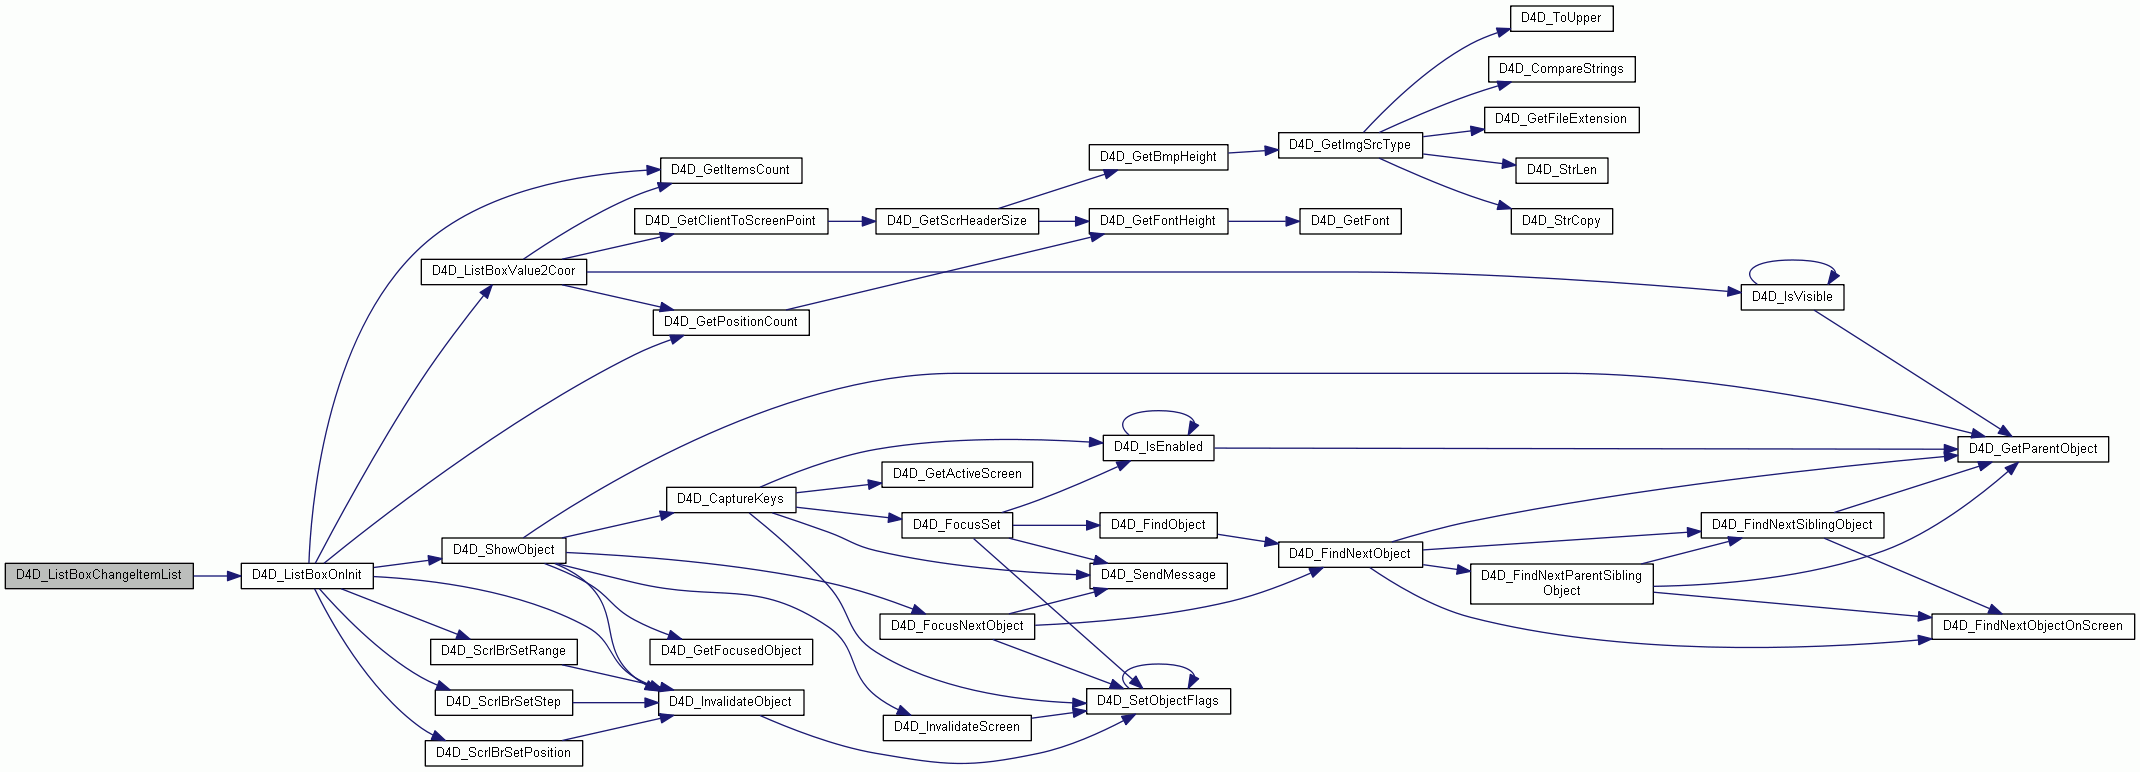 D4D_ToUpper
D4D_CompareStrings
D4D_GetFileExtension
D4D_GetImgSrcType
D4D_GetBmpHeight
D4D_GetItemsCount
D4D_StrLen
D4D_GetClientToScreenPoint
D4D_GetScrHeaderSize
D4D_GetFontHeight
D4D_GetFont
D4D_StrCopy
D4D_ListBoxValue2Coor
D4D_IsVisible
D4D_GetPositionCount
D4D_IsEnabled
D4D_GetParentObject
D4D_GetActiveScreen
D4D_CaptureKeys
D4D_FocusSet
D4D_FindObject
D4D_FindNextSiblingObject
D4D_ShowObject
D4D_FindNextObject
D4D_ListBoxChangeItemList
D4D_ListBoxOnInit
D4D_SendMessage
D4D_FindNextParentSibling
Object
D4D_FocusNextObject
D4D_FindNextObjectOnScreen
D4D_ScrlBrSetRange
D4D_GetFocusedObject
D4D_ScrlBrSetStep
D4D_InvalidateObject
D4D_SetObjectFlags
D4D_InvalidateScreen
D4D_ScrlBrSetPosition